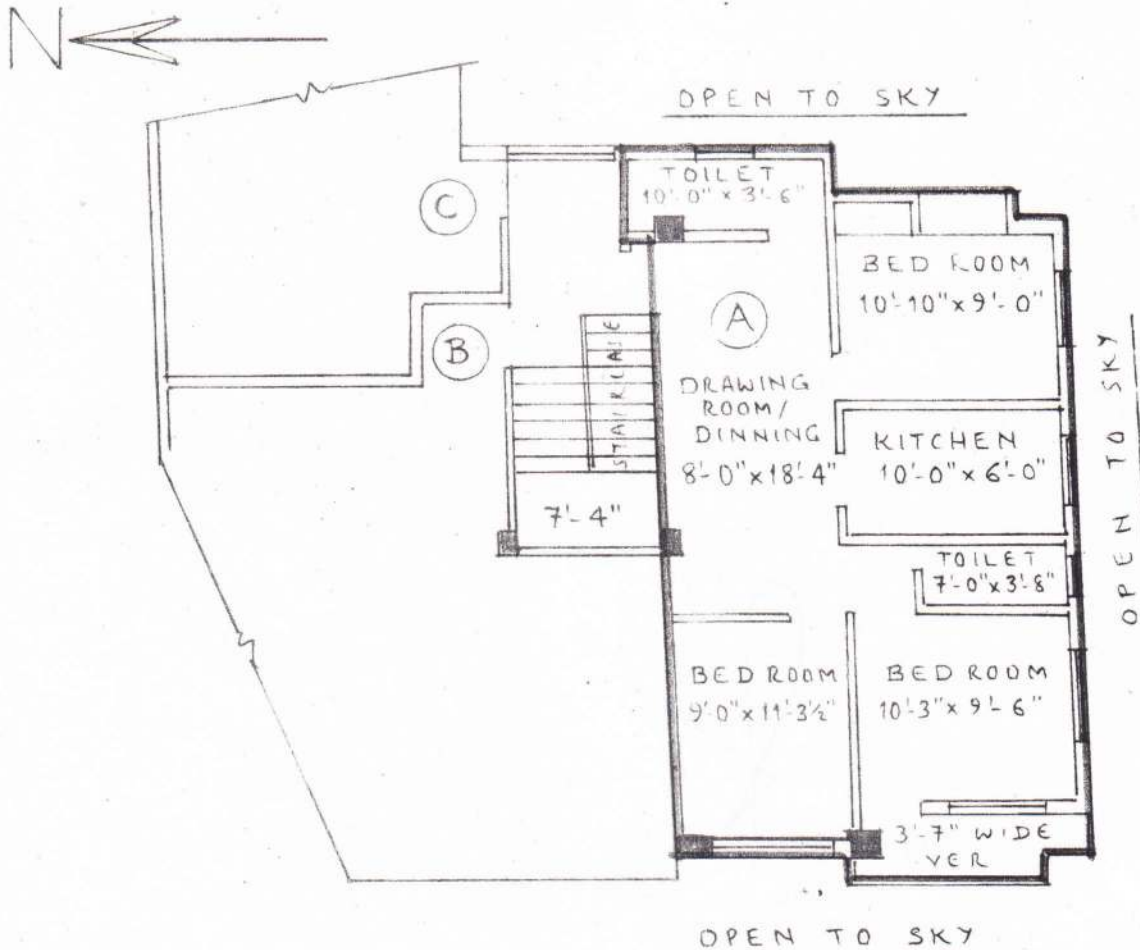 N
OPEN TO SKY
TOILET
10'-0" x 3'-6"
C
BED ROOM
10'-10" x 9'-0"
A
B
STAIRCASE
DRAWING
ROOM/
DINNING
8'-0" x 18'-4"
KITCHEN
10'-0" x 6'-0"
OPEN TO SKY
7'-4"
TOILET
7'-0" x 3'-8"
BED ROOM
9'-0" x 11'-3½"
BED ROOM
10'-3" x 9'-6"
3'-7" WIDE
VER
OPEN TO SKY